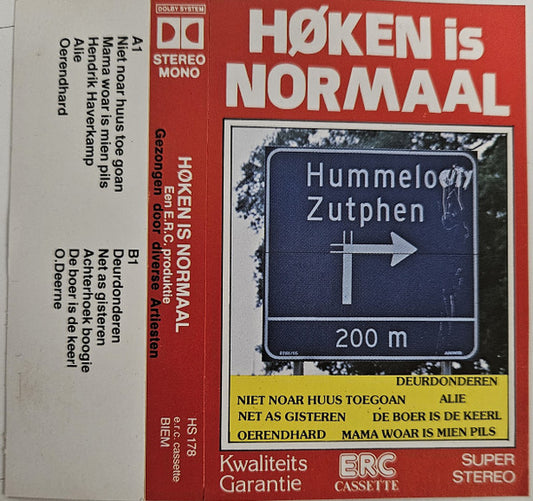 A1
Niet noar huus toe goan
Mama woar is mien pils
Hendrik Haverkamp
Alie
Oerendhard
B1
Deurdonderen
Net as gisteren
Achterhoek boogie
De boer is de keerl
O.Deerne
DOLBY SYSTEM
STEREO
MONO
HØKEN IS NORMAAL
Een E.R.C. produktie
Gezongen door diverse Artiesten
HS 178
e.r.c. cassette
BIEM
HØKEN is
NORMAAL
Hummelo
Zutphen
200 m
DEURDONDEREN
NIET NOAR HUUS TOEGOAN ALIE
NET AS GISTEREN DE BOER IS DE KEERL
OERENDHARD MAMA WOAR IS MIEN PILS
Kwaliteits
Garantie
ERC
CASSETTE
SUPER
STEREO